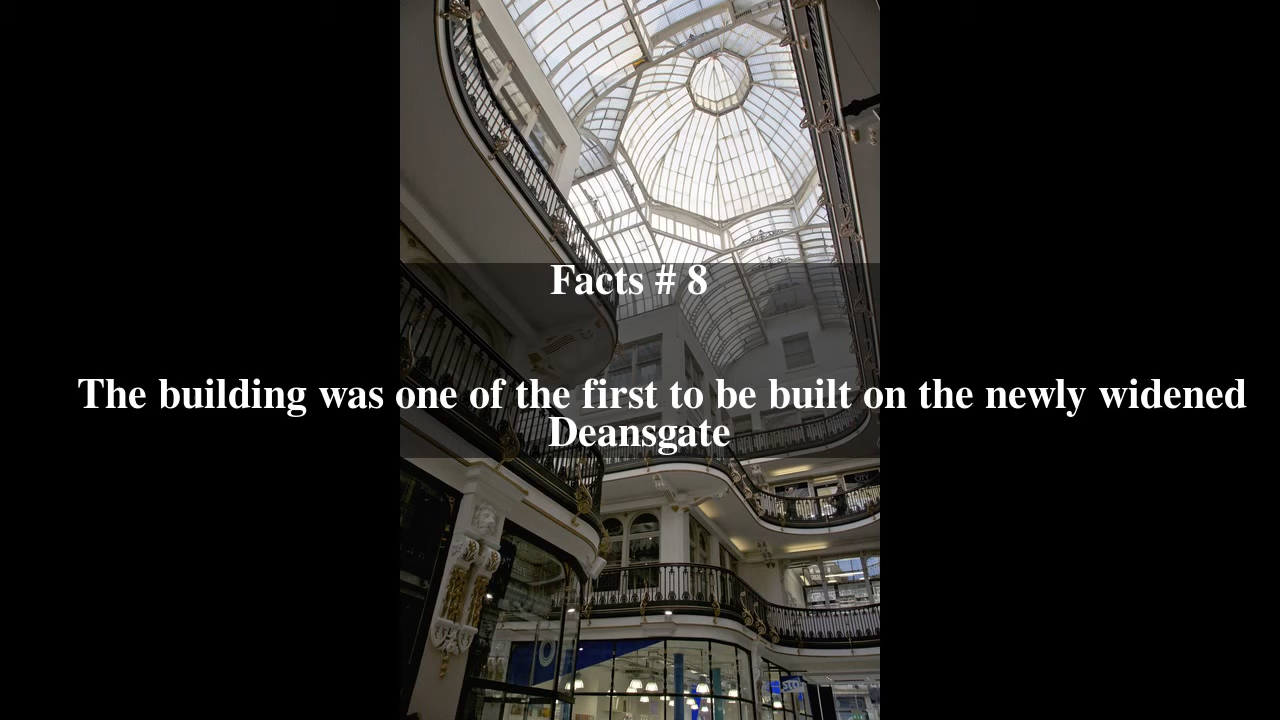 Facts # 8
The building was one of the first to be built on the newly widened
Deansgate